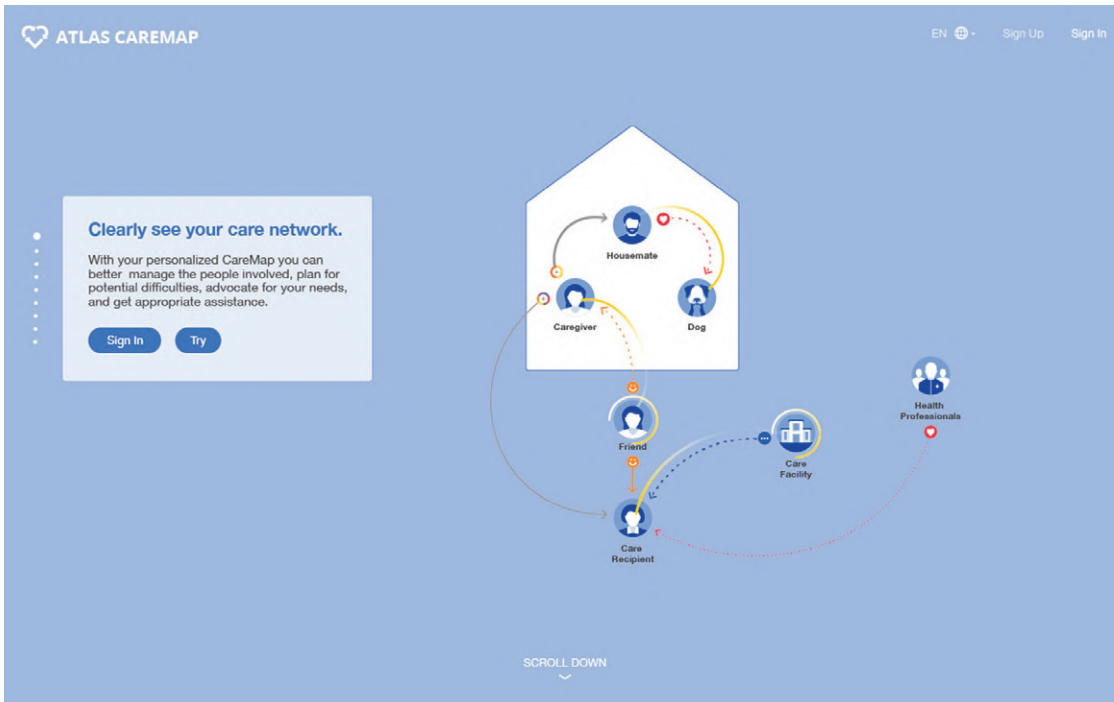 ATLAS CAREMAP
EN
Sign Up
Sign In
Clearly see your care network.
With your personalized CareMap you can
better manage the people involved, plan for
potential difficulties, advocate for your needs,
and get appropriate assistance.
Sign In
Try
Housemate
Caregiver
Dog
Friend
Health
Professionals
Care
Facility
Care
Recipient
SCROLL DOWN